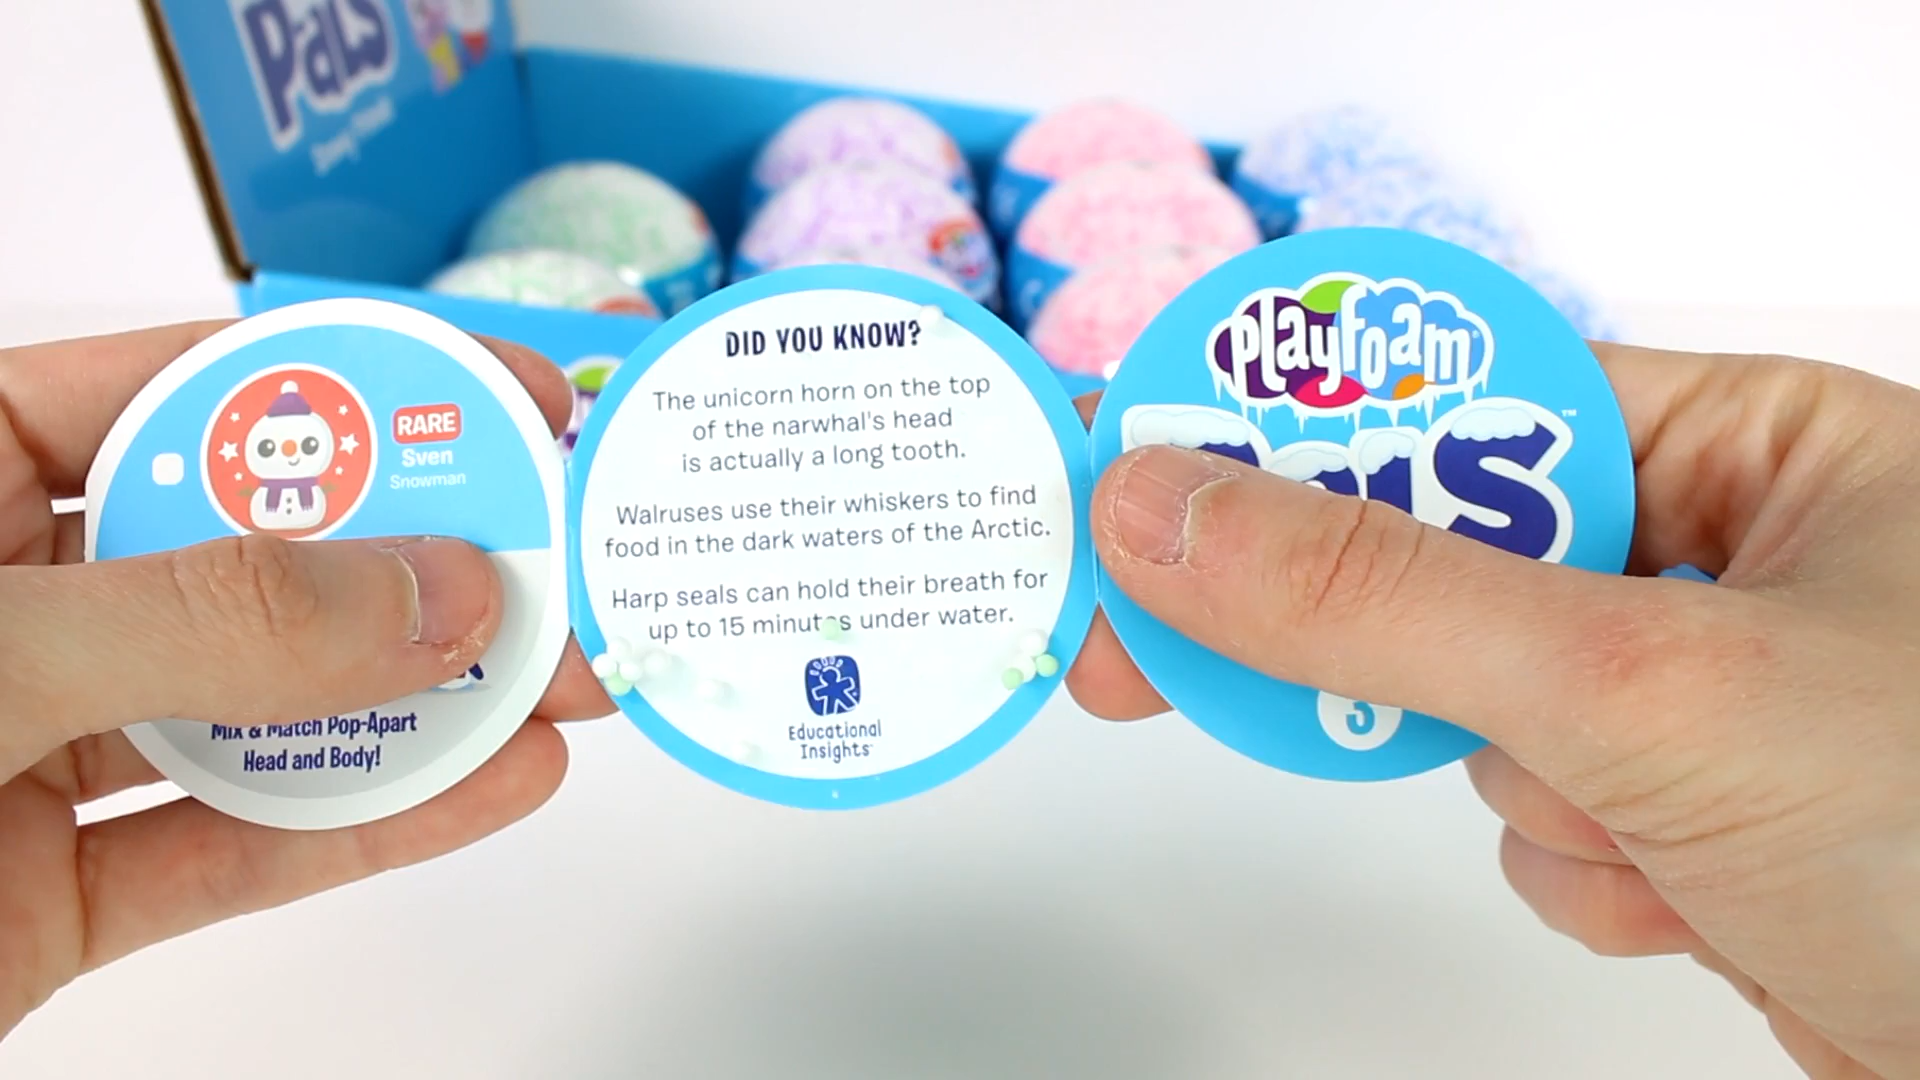 Pals
RARE
Sven
Snowman
Mix & Match Pop-Apart
Head and Body!
DID YOU KNOW?
The unicorn horn on the top
of the narwhal's head
is actually a long tooth.
Walruses use their whiskers to find
food in the dark waters of the Arctic.
Harp seals can hold their breath for
up to 15 minutes under water.
Educational
Insights
Playfoam
Pals™
3